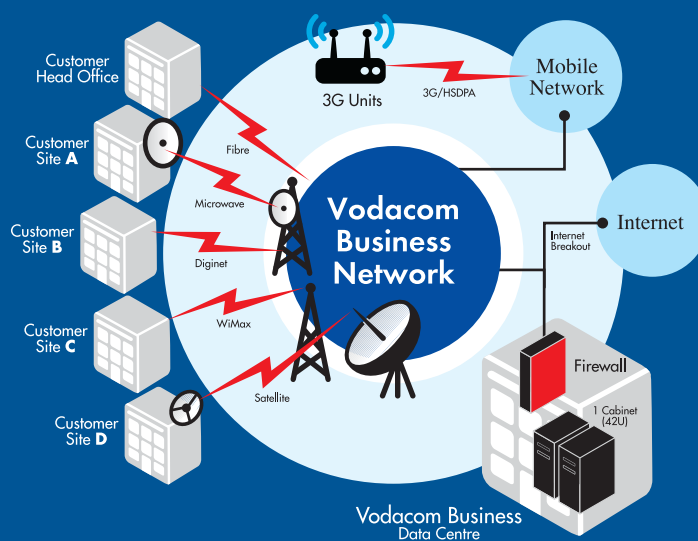 Customer
Head Office
Fibre
Customer
Site A
Microwave
Customer
Site B
Diginet
Customer
Site C
WiMax
Customer
Site D
Satellite
3G Units
3G/HSDPA
Mobile
Network
Vodacom
Business
Network
Internet
Internet
Breakout
Firewall
1 Cabinet
(42U)
Vodacom Business
Data Centre